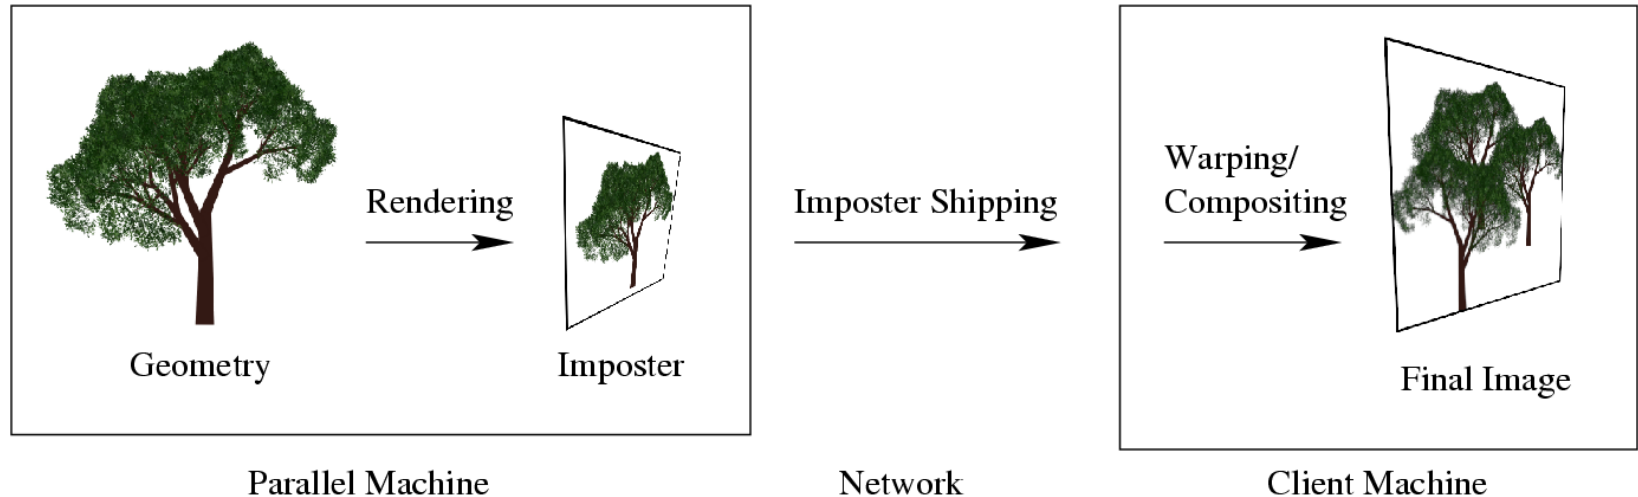 Rendering
Geometry
Imposter
Parallel Machine
Imposter Shipping
Network
Warping/
Compositing
Final Image
Client Machine